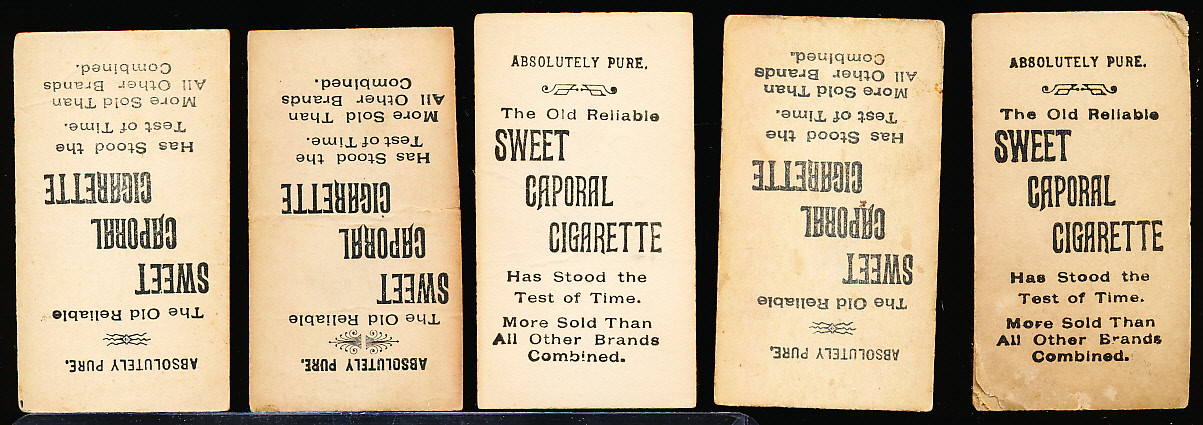 ABSOLUTELY PURE.
The Old Reliable
SWEET
CAPORAL
CIGARETTE
Has Stood the
Test of Time.
More Sold Than
All Other Brands
Combined.
ABSOLUTELY PURE.
The Old Reliable
SWEET
CAPORAL
CIGARETTE
Has Stood the
Test of Time.
More Sold Than
All Other Brands
Combined.
ABSOLUTELY PURE.
The Old Reliable
SWEET
CAPORAL
CIGARETTE
Has Stood the
Test of Time.
More Sold Than
All Other Brands
Combined.
ABSOLUTELY PURE.
The Old Reliable
SWEET
CAPORAL
CIGARETTE
Has Stood the
Test of Time.
More Sold Than
All Other Brands
Combined.
ABSOLUTELY PURE.
The Old Reliable
SWEET
CAPORAL
CIGARETTE
Has Stood the
Test of Time.
More Sold Than
All Other Brands
Combined.